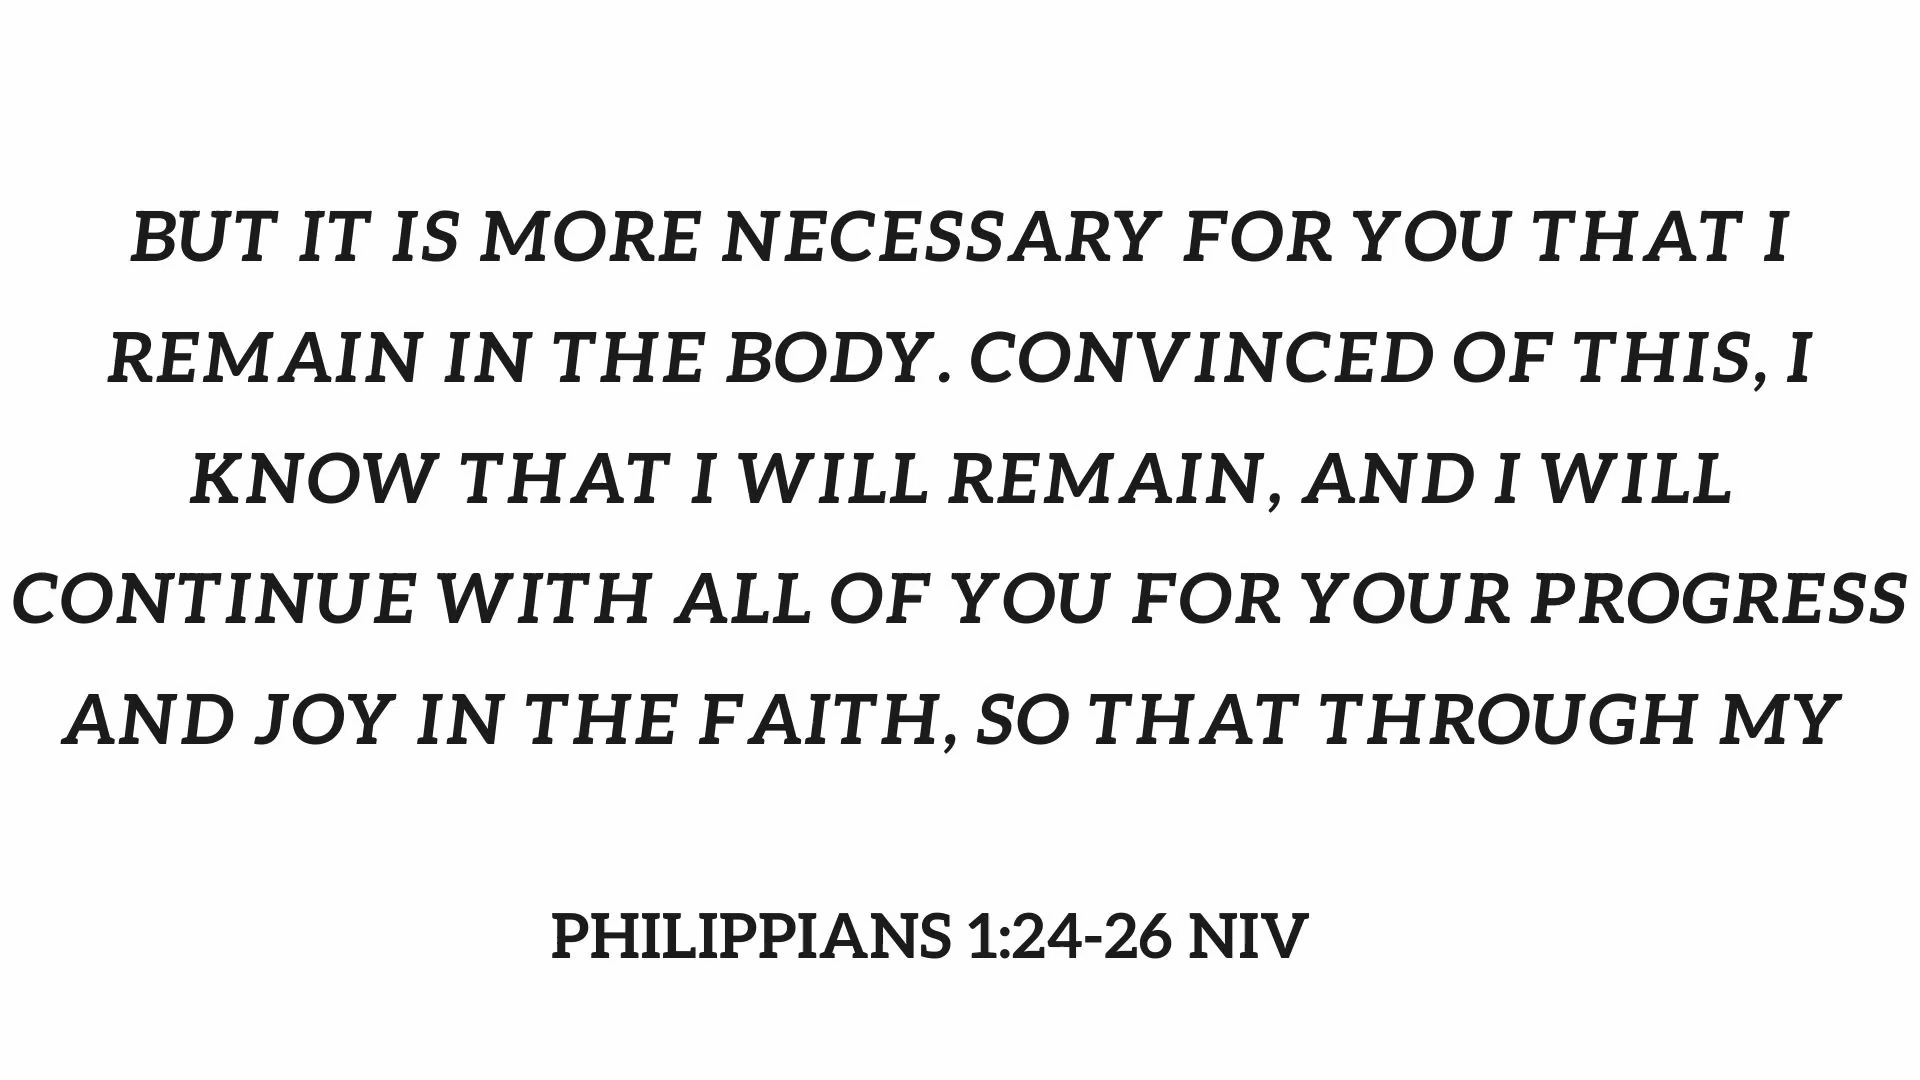 BUT IT IS MORE NECESSARY FOR YOU THAT I
REMAIN IN THE BODY. CONVINCED OF THIS, I
KNOW THAT I WILL REMAIN, AND I WILL
CONTINUE WITH ALL OF YOU FOR YOUR PROGRESS
AND JOY IN THE FAITH, SO THAT THROUGH MY
PHILIPPIANS 1:24-26 NIV